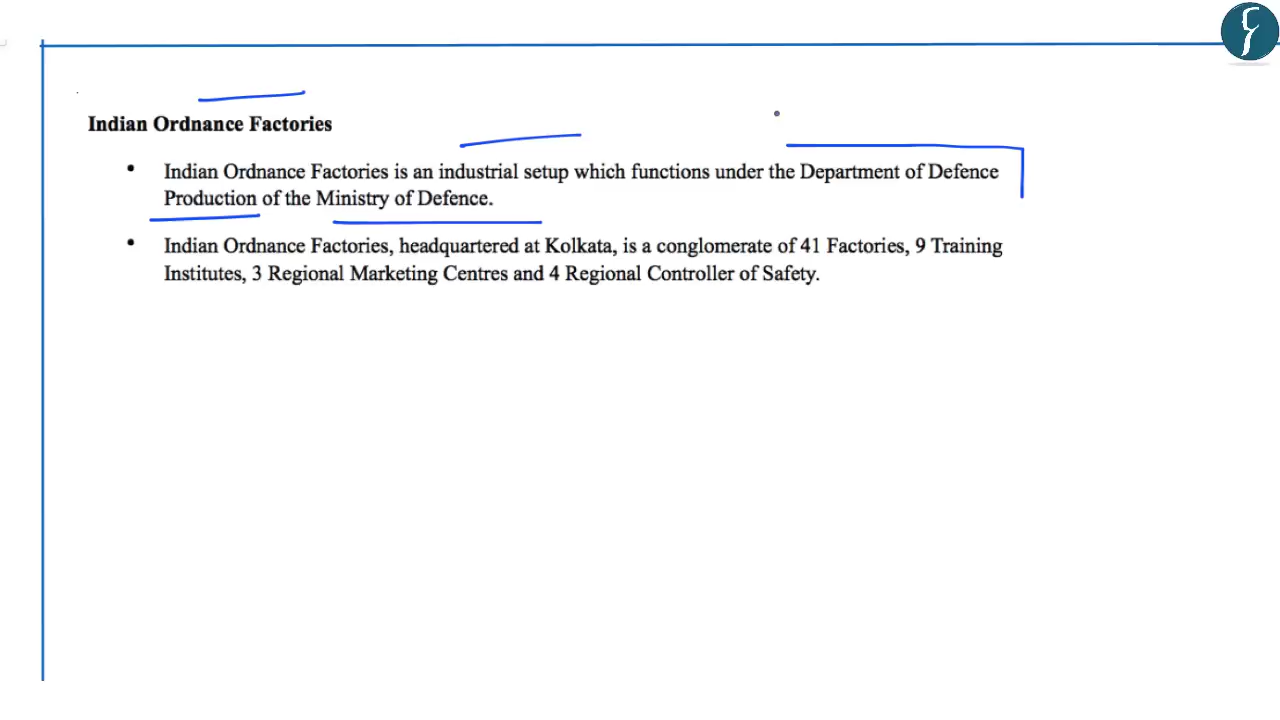 Indian Ordnance Factories
• Indian Ordnance Factories is an industrial setup which functions under the Department of Defence
Production of the Ministry of Defence.
• Indian Ordnance Factories, headquartered at Kolkata, is a conglomerate of 41 Factories, 9 Training
Institutes, 3 Regional Marketing Centres and 4 Regional Controller of Safety.